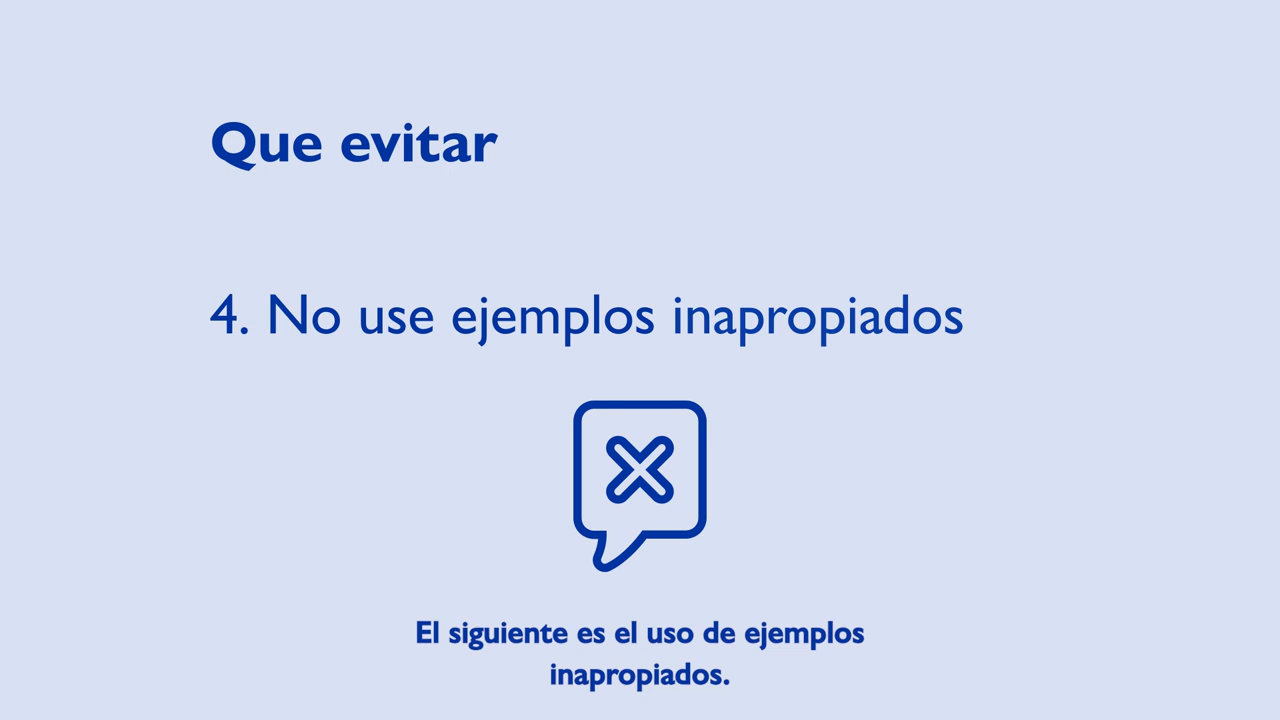 Que evitar
4. No use ejemplos inapropiados
El siguiente es el uso de ejemplos
inapropiados.